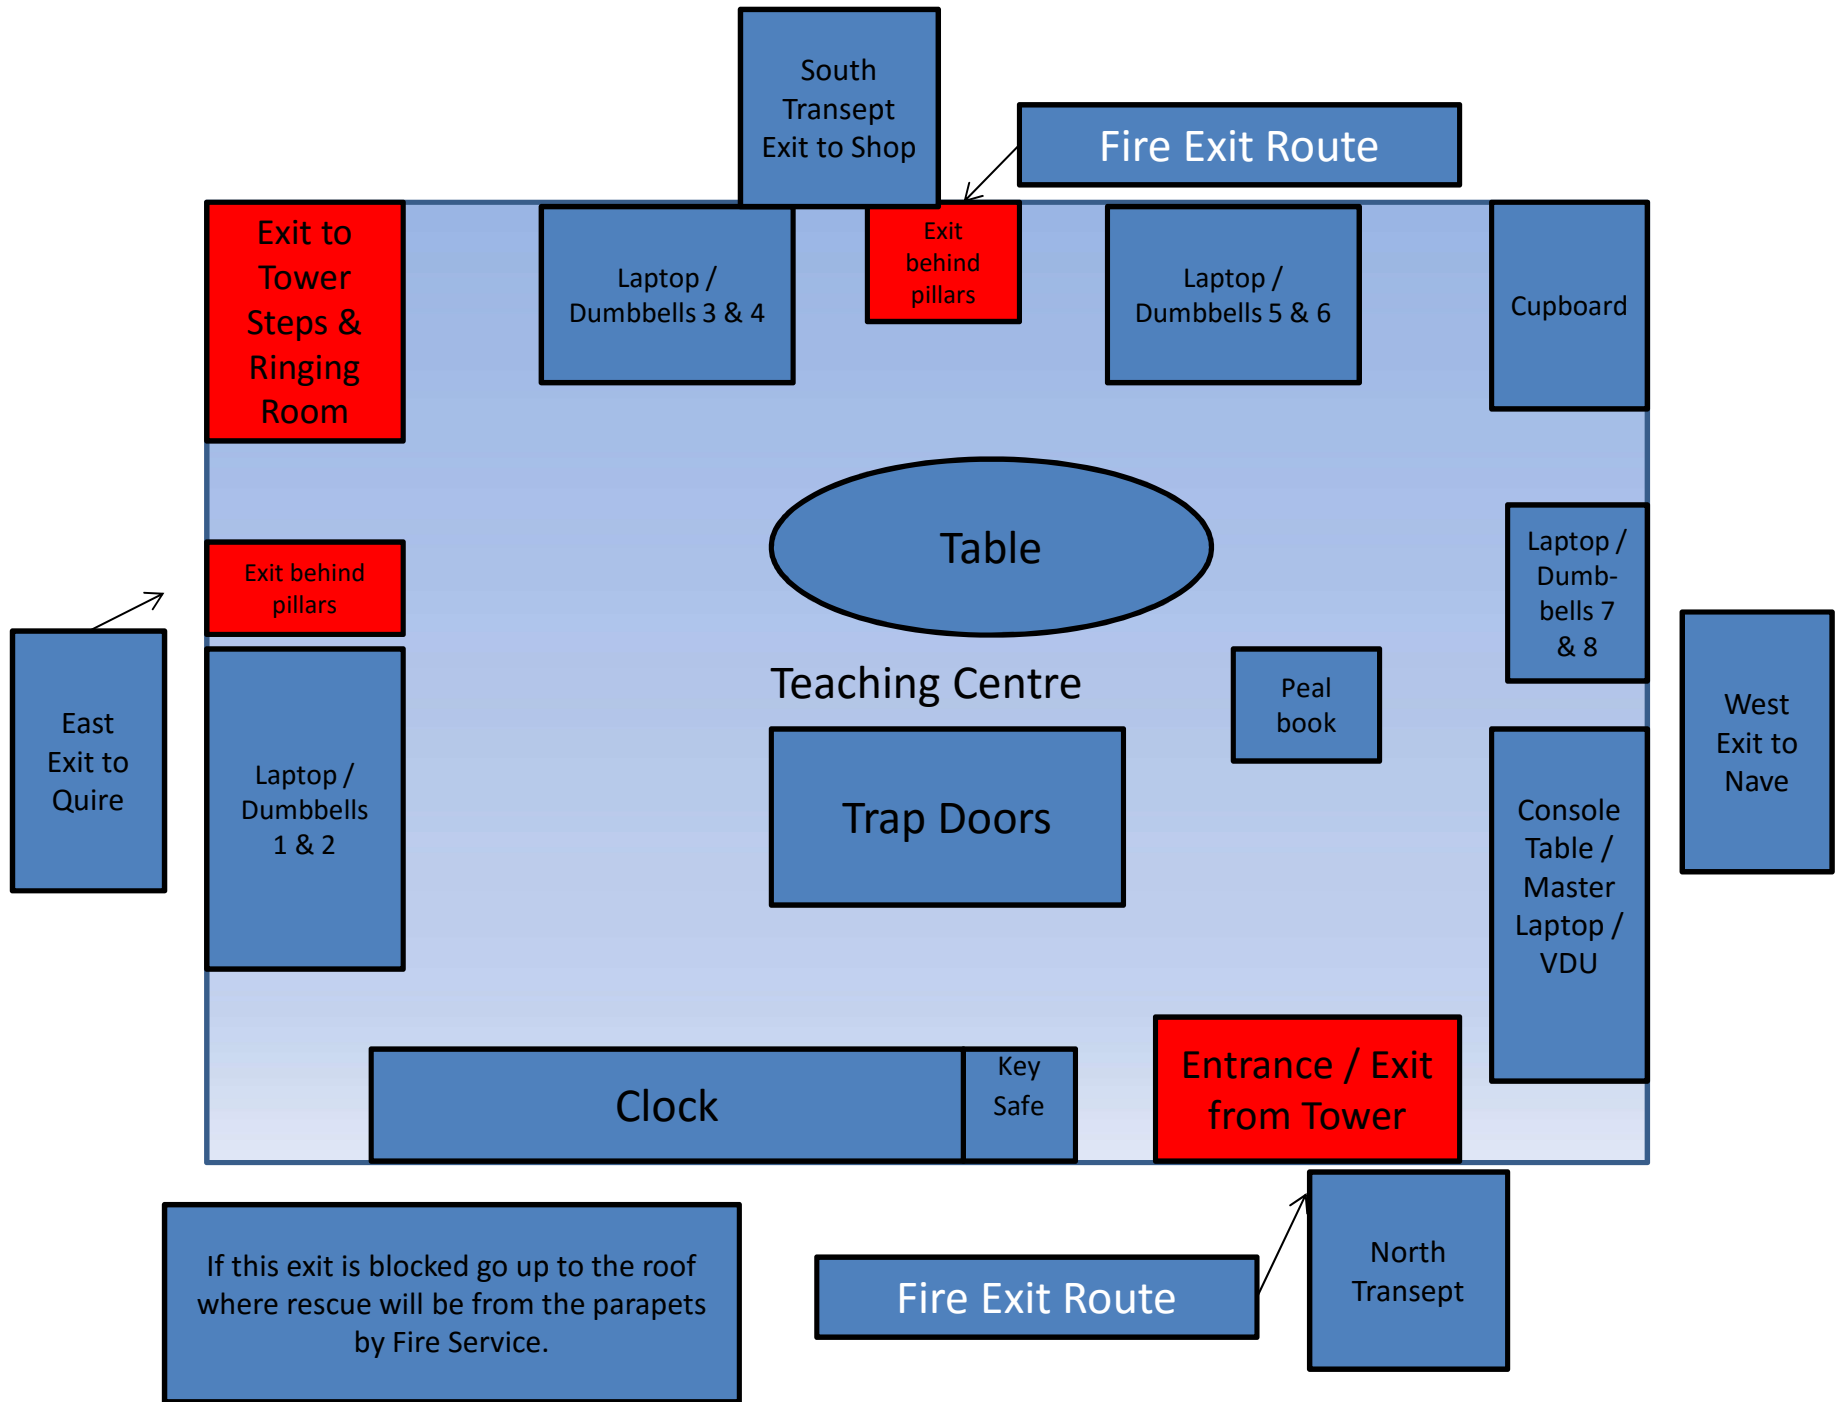 South
Transept
Exit to Shop
Fire Exit Route
Exit to
Tower
Steps &
Ringing
Room
Laptop /
Dumbbells 3 & 4
Exit
behind
pillars
Laptop /
Dumbbells 5 & 6
Cupboard
Table
Laptop /
Dumb-
bells 7
& 8
Exit behind
pillars
East
Exit to
Quire
Laptop /
Dumbbells
1 & 2
Teaching Centre
Peal
book
West
Exit to
Nave
Trap Doors
Console
Table /
Master
Laptop /
VDU
Clock
Key
Safe
Entrance / Exit
from Tower
If this exit is blocked go up to the roof
where rescue will be from the parapets
by Fire Service.
Fire Exit Route
North
Transept